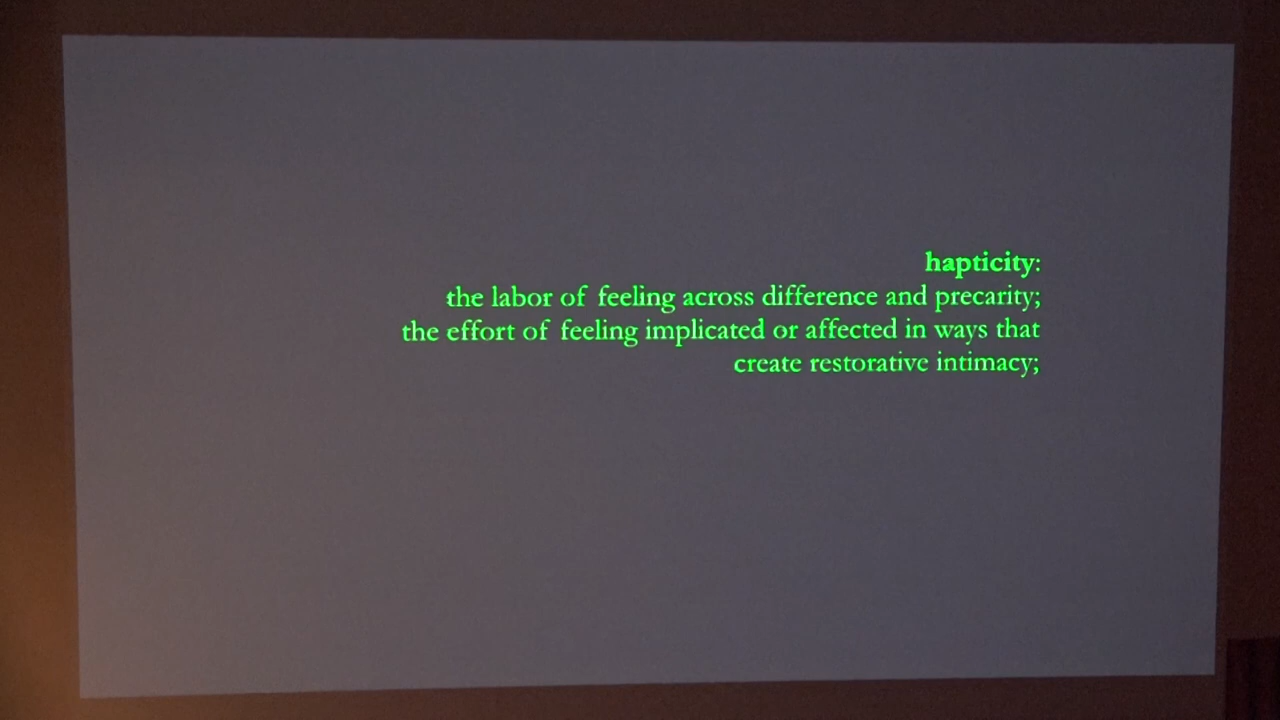 hapticity:
the labor of feeling across difference and precarity;
the effort of feeling implicated or affected in ways that
create restorative intimacy;